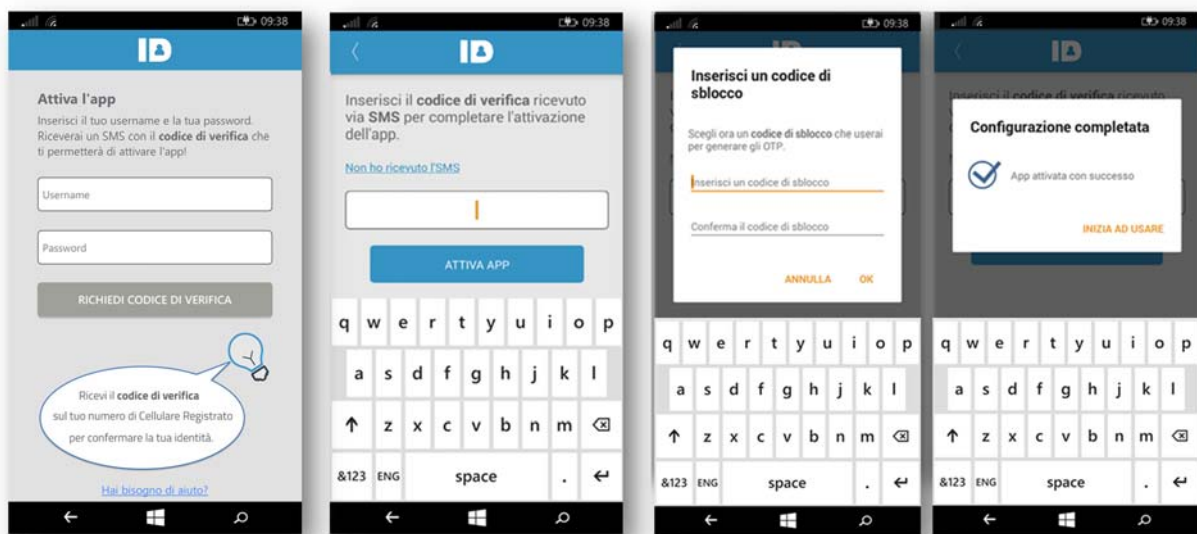 09:38
ID
Attiva l'app
Inserisci il tuo username e la tua password.
Riceverai un SMS con il codice di verifica che
ti permetterà di attivare l'app!
Username
Password
RICHIEDI CODICE DI VERIFICA
Ricevi il codice di verifica
sul tuo numero di Cellulare Registrato
per confermare la tua identità.
Hai bisogno di aiuto?
09:38
ID
Inserisci il codice di verifica ricevuto
via SMS per completare l'attivazione
dell'app.
Non ho ricevuto l'SMS
ATTIVA APP
q w e r t y u i o p
a s d f g h j k l
z x c v b n m
&123 ENG space .
09:38
Inserisci un codice di
sblocco
Scegli ora un codice di sblocco che userai
per generare gli OTP.
Inserisci un codice di sblocco
Conferma il codice di sblocco
ANNULLA OK
q w e r t y u i o p
a s d f g h j k l
z x c v b n m
&123 ENG space .
09:38
ID
Inserisci il codice di verifica ricevuto
Configurazione completata
App attivata con successo
INIZIA AD USARE
q w e r t y u i o p
a s d f g h j k l
z x c v b n m
&123 ENG space .